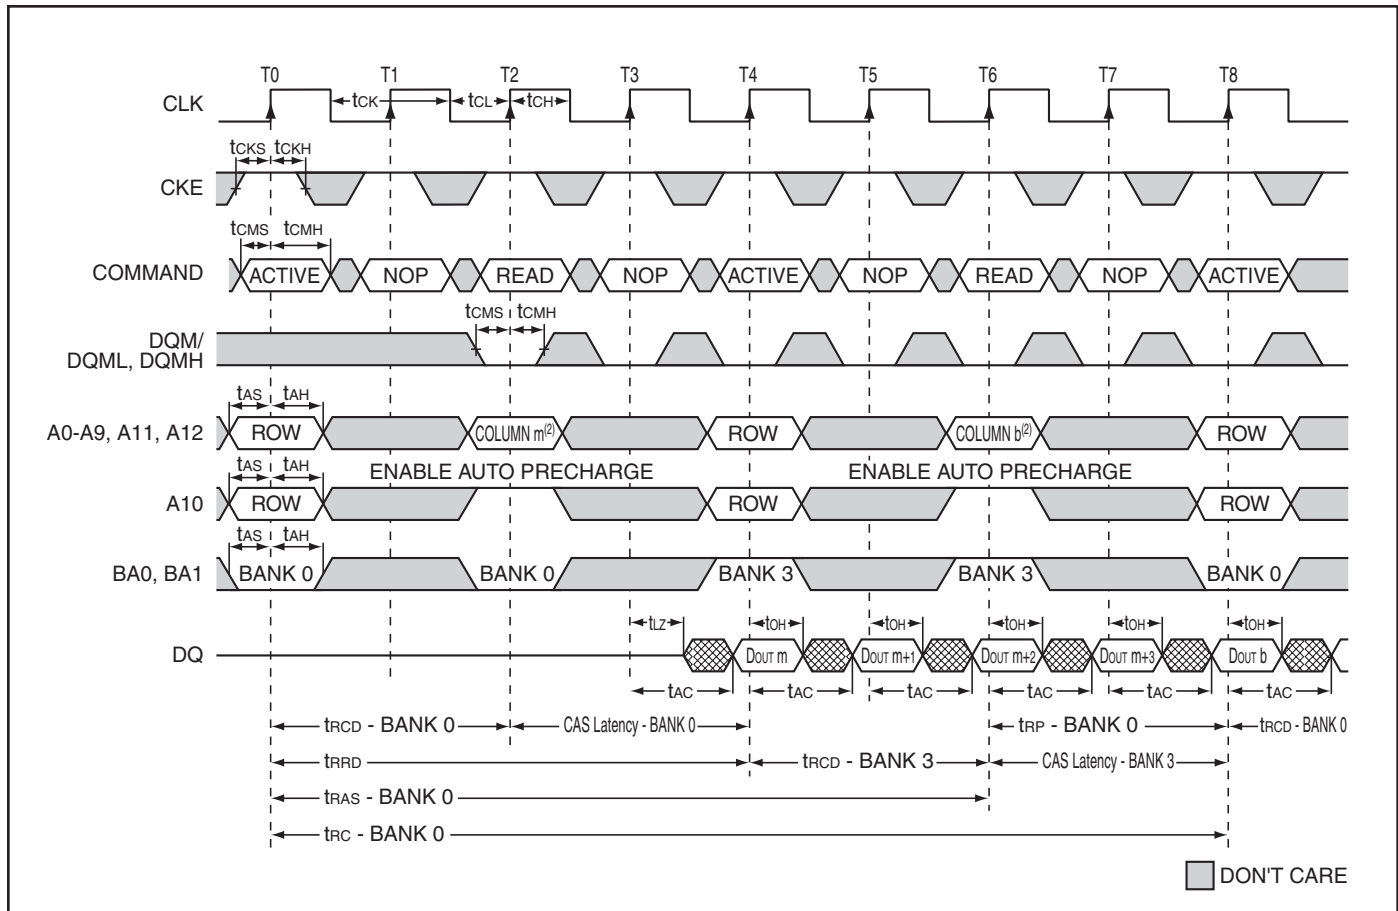 T0 T1 T2 T3 T4 T5 T6 T7 T8
CLK tCK tCL tCH
tCKS tCKH
CKE
tCMS tCMH
COMMAND ACTIVE NOP READ NOP ACTIVE NOP READ NOP ACTIVE
tCMS tCMH
DQM/
DQML, DQMH
tAS tAH
A0-A9, A11, A12 ROW COLUMN m(2) ROW COLUMN b(2) ROW
tAS tAH ENABLE AUTO PRECHARGE ENABLE AUTO PRECHARGE
A10 ROW ROW ROW
tAS tAH
BA0, BA1 BANK 0 BANK 0 BANK 3 BANK 3 BANK 0
tLZ tOH tOH tOH tOH tOH
DQ DOUT m DOUT m+1 DOUT m+2 DOUT m+3 DOUT b
tAC tAC tAC tAC tAC tAC
tRCD - BANK 0 CAS Latency - BANK 0 tRP - BANK 0 tRCD - BANK 0
tRRD tRCD - BANK 3 CAS Latency - BANK 3
tRAS - BANK 0
tRC - BANK 0
DON'T CARE